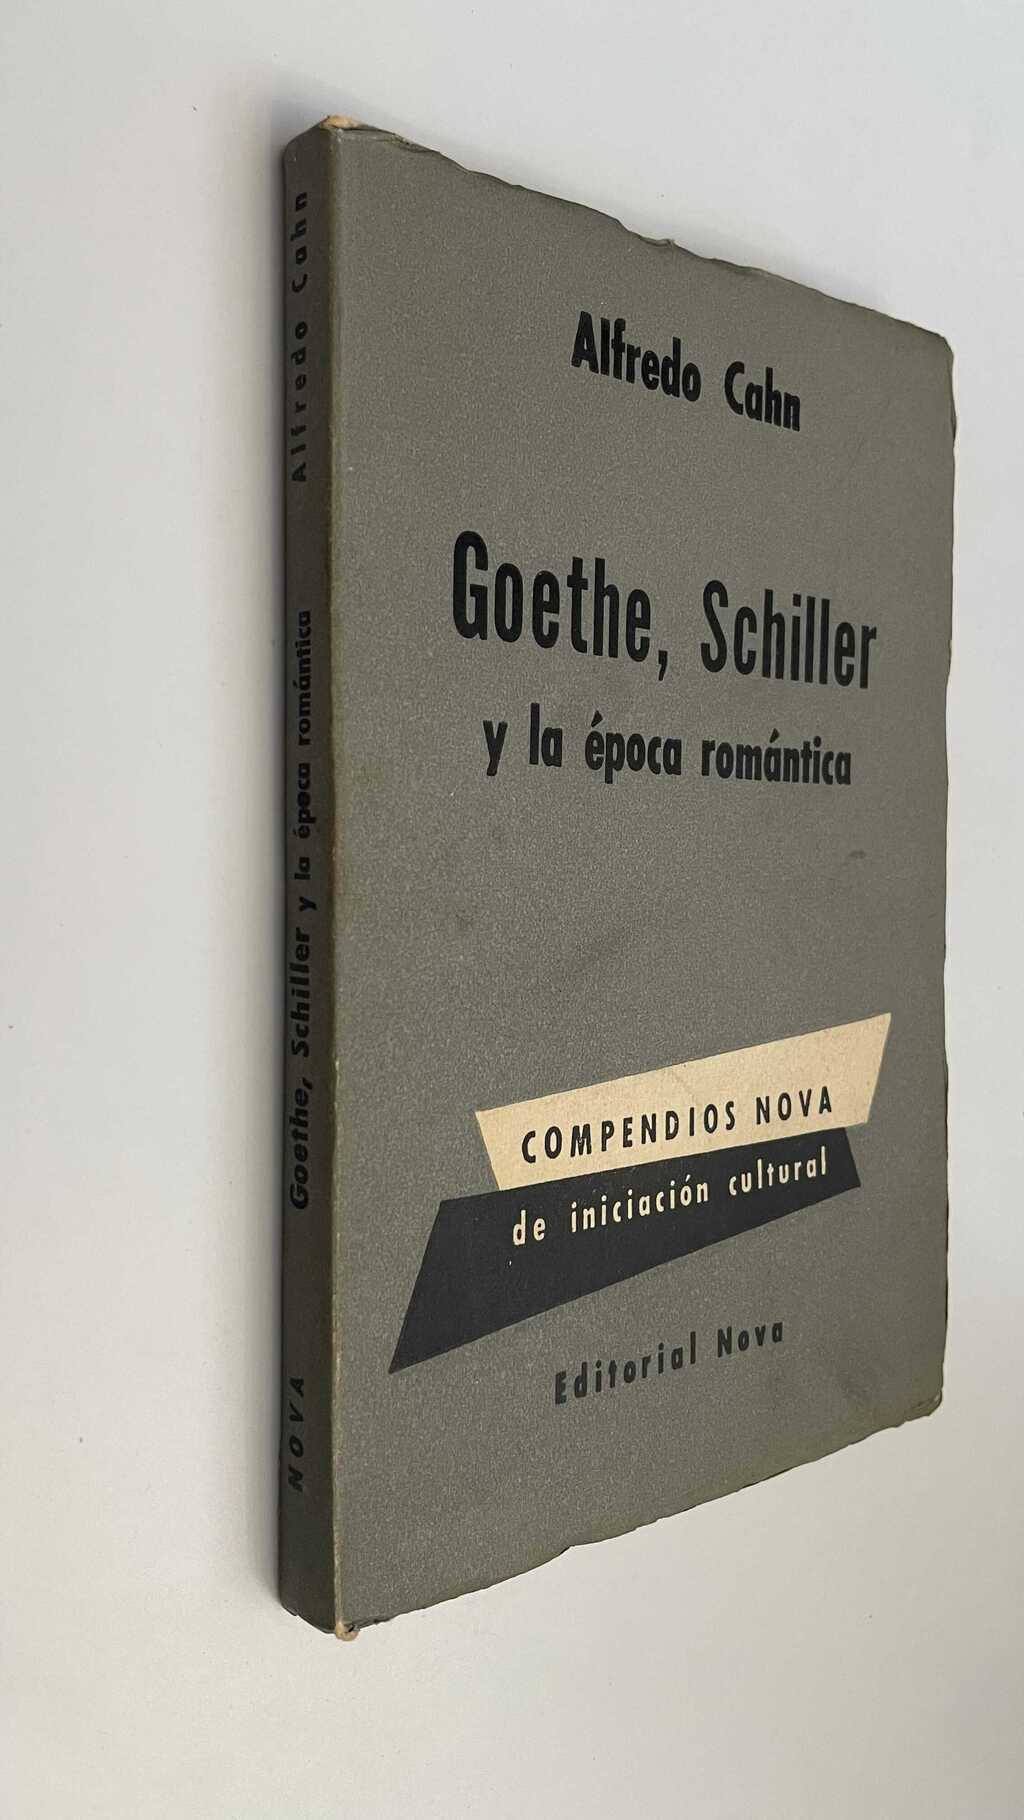 Alfredo Cahn
Goethe, Schiller
y la época romántica
COMPENDIOS NOVA
de iniciación cultural
Editorial Nova
NOVA Goethe, Schiller y la época romántica Alfredo Cahn